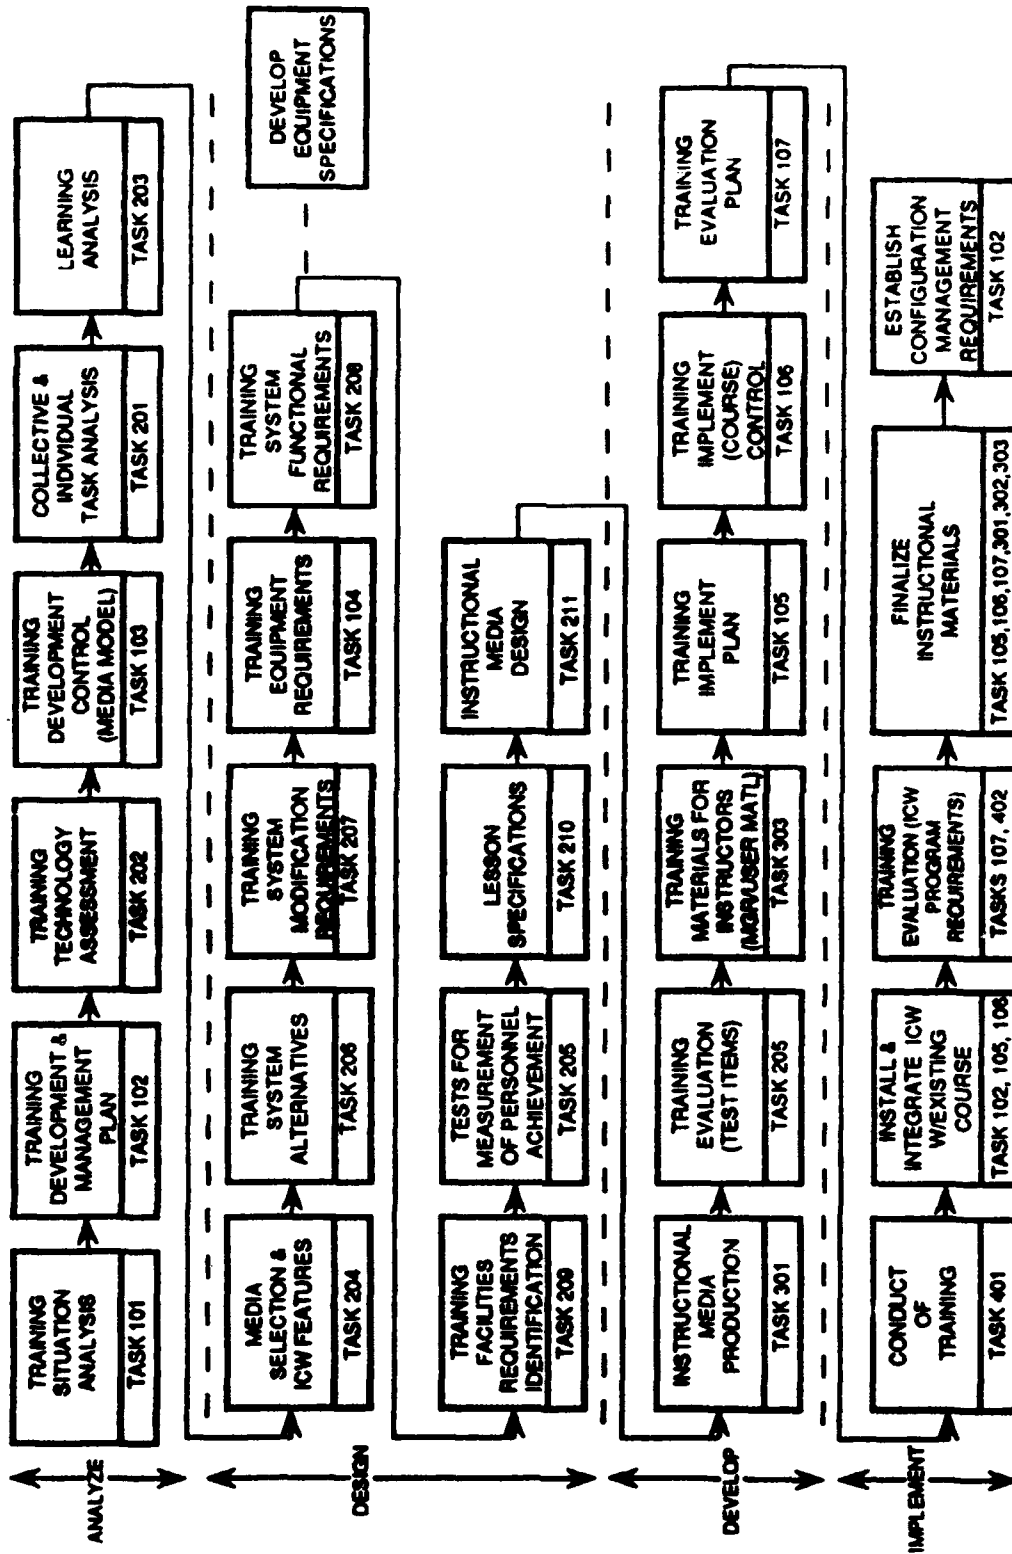 ANALYZE
TRAINING
SITUATION
ANALYSIS
TASK 101
TRAINING
DEVELOPMENT &
MANAGEMENT
PLAN
TASK 102
TRAINING
TECHNOLOGY
ASSESSMENT
TASK 202
TRAINING
DEVELOPMENT
CONTROL
(MEDIA MODEL)
TASK 103
COLLECTIVE &
INDIVIDUAL
TASK ANALYSIS
TASK 201
LEARNING
ANALYSIS
TASK 203
DESIGN
MEDIA
SELECTION &
ICW FEATURES
TASK 204
TRAINING
SYSTEM
ALTERNATIVES
TASK 206
TRAINING
SYSTEM
MODIFICATION
REQUIREMENTS
TASK 207
TRAINING
EQUIPMENT
REQUIREMENTS
TASK 104
TRAINING
SYSTEM
FUNCTIONAL
REQUIREMENTS
TASK 208
DEVELOP
EQUIPMENT
SPECIFICATIONS
TRAINING
FACILITIES
REQUIREMENTS
IDENTIFICATION
TASK 209
TESTS FOR
MEASUREMENT
OF PERSONNEL
ACHIEVEMENT
TASK 205
LESSON
SPECIFICATIONS
TASK 210
INSTRUCTIONAL
MEDIA
DESIGN
TASK 211
DEVELOP
INSTRUCTIONAL
MEDIA
PRODUCTION
TASK 301
TRAINING
EVALUATION
(TEST ITEMS)
TASK 205
TRAINING
MATERIALS FOR
INSTRUCTORS
(MGR/USER MATL)
TASK 303
TRAINING
IMPLEMENT
PLAN
TASK 105
TRAINING
IMPLEMENT
(COURSE)
CONTROL
TASK 106
TRAINING
EVALUATION
PLAN
TASK 107
IMPLEMENT
CONDUCT
OF
TRAINING
TASK 401
INSTALL &
INTEGRATE ICW
W/EXISTING
COURSE
TASK 102, 105, 106
TRAINING
EVALUATION (ICW
PROGRAM
REQUIREMENTS)
TASKS 107, 402
FINALIZE
INSTRUCTIONAL
MATERIALS
TASK 105,106,107,301,302,303
ESTABLISH
CONFIGURATION
MANAGEMENT
REQUIREMENTS
TASK 102